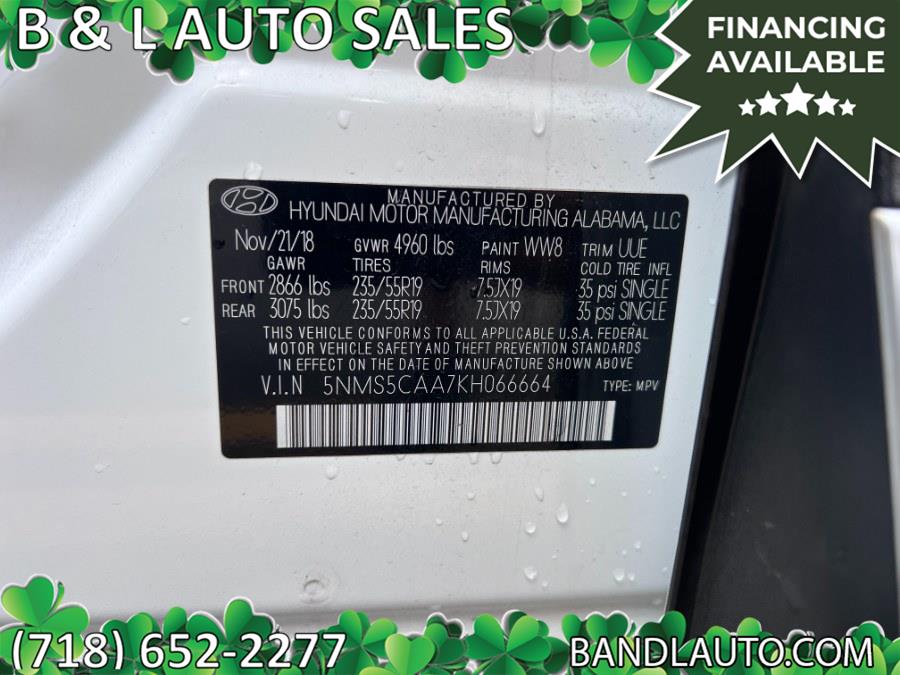 B & L AUTO SALES
FINANCING
AVAILABLE
MANUFACTURED BY
HYUNDAI MOTOR MANUFACTURING ALABAMA, LLC
Nov/21/18 GVWR 4960 lbs PAINT WW8 TRIM UUE
GAWR TIRES RIMS COLD TIRE INFL
FRONT 2866 lbs 235/55R19 7.5JX19 35 psi SINGLE
REAR 3075 lbs 235/55R19 7.5JX19 35 psi SINGLE
THIS VEHICLE CONFORMS TO ALL APPLICABLE U.S.A. FEDERAL
MOTOR VEHICLE SAFETY AND THEFT PREVENTION STANDARDS
IN EFFECT ON THE DATE OF MANUFACTURE SHOWN ABOVE
V.I.N 5NMS5CAA7KH066664 TYPE: MPV
(718) 652-2277
BANDLAUTO.COM